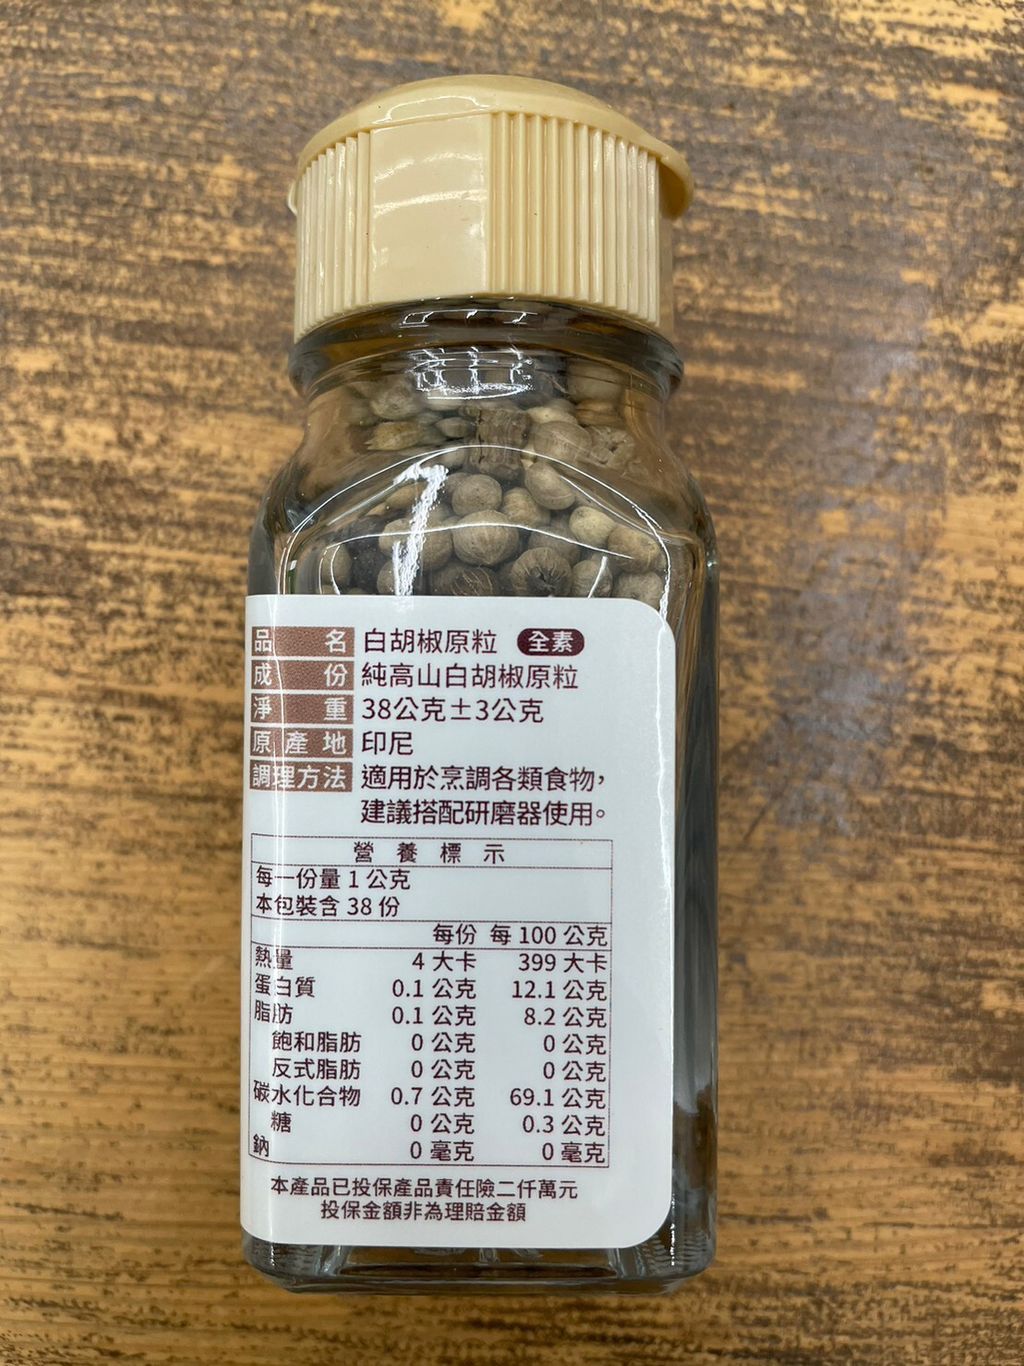 品名 白胡椒原粒 全素
成份 純高山白胡椒原粒
淨重 38公克±3公克
原產地 印尼
調理方法 適用於烹調各類食物，
建議搭配研磨器使用。
營養標示
每一份量 1 公克
本包裝含 38 份
每份 每 100 公克
熱量 4 大卡 399 大卡
蛋白質 0.1 公克 12.1 公克
脂肪 0.1 公克 8.2 公克
飽和脂肪 0 公克 0 公克
反式脂肪 0 公克 0 公克
碳水化合物 0.7 公克 69.1 公克
糖 0 公克 0.3 公克
鈉 0 毫克 0 毫克
本產品已投保產品責任險二仟萬元
投保金額非為理賠金額